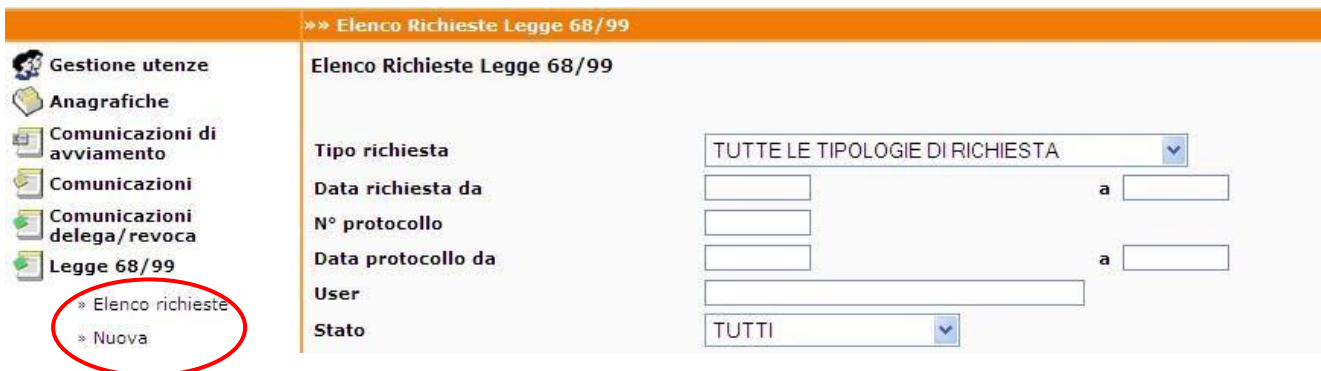 »» Elenco Richieste Legge 68/99
Gestione utenze
Anagrafiche
Comunicazioni di
avviamento
Comunicazioni
Comunicazioni
delega/revoca
Legge 68/99
» Elenco richieste
» Nuova
Elenco Richieste Legge 68/99
Tipo richiesta TUTTE LE TIPOLOGIE DI RICHIESTA
Data richiesta da a
N° protocollo
Data protocollo da a
User
Stato TUTTI